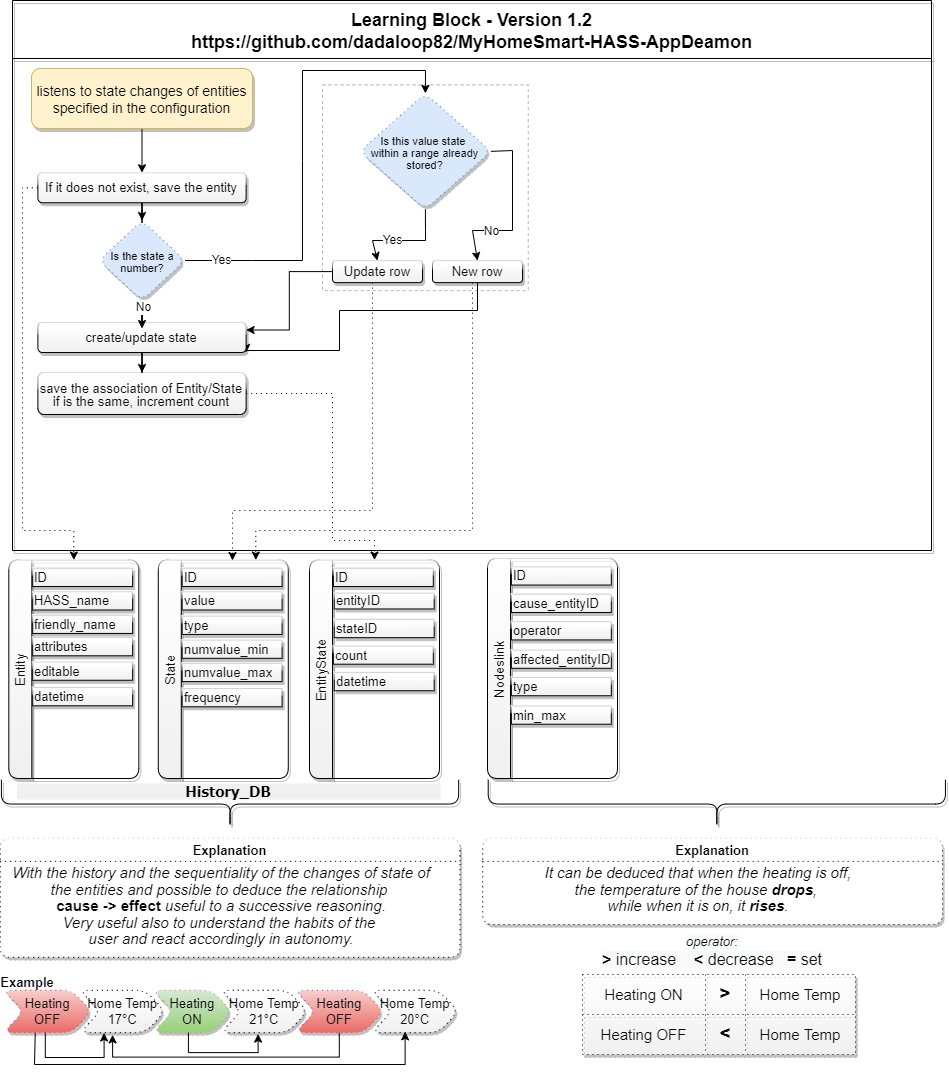 Learning Block - Version 1.2
https://github.com/dadaloop82/MyHomeSmart-HASS-AppDeamon
listens to state changes of entities
specified in the configuration
If it does not exist, save the entity
Is the state a
number?
Yes
No
Is this value state
within a range already
stored?
Yes
No
Update row
New row
create/update state
save the association of Entity/State
if is the same, increment count
Entity
ID
HASS_name
friendly_name
attributes
editable
datetime
State
ID
value
type
numvalue_min
numvalue_max
frequency
EntityState
ID
entityID
stateID
count
datetime
Nodeslink
ID
cause_entityID
operator
affected_entityID
type
min_max
History_DB
Explanation
With the history and the sequentiality of the changes of state of
the entities and possible to deduce the relationship
cause -> effect useful to a successive reasoning.
Very useful also to understand the habits of the
user and react accordingly in autonomy.
Explanation
It can be deduced that when the heating is off,
the temperature of the house drops,
while when it is on, it rises.
operator:
> increase < decrease = set
Heating ON > Home Temp
Heating OFF < Home Temp
Example
Heating
OFF
Home Temp
17°C
Heating
ON
Home Temp
21°C
Heating
OFF
Home Temp
20°C